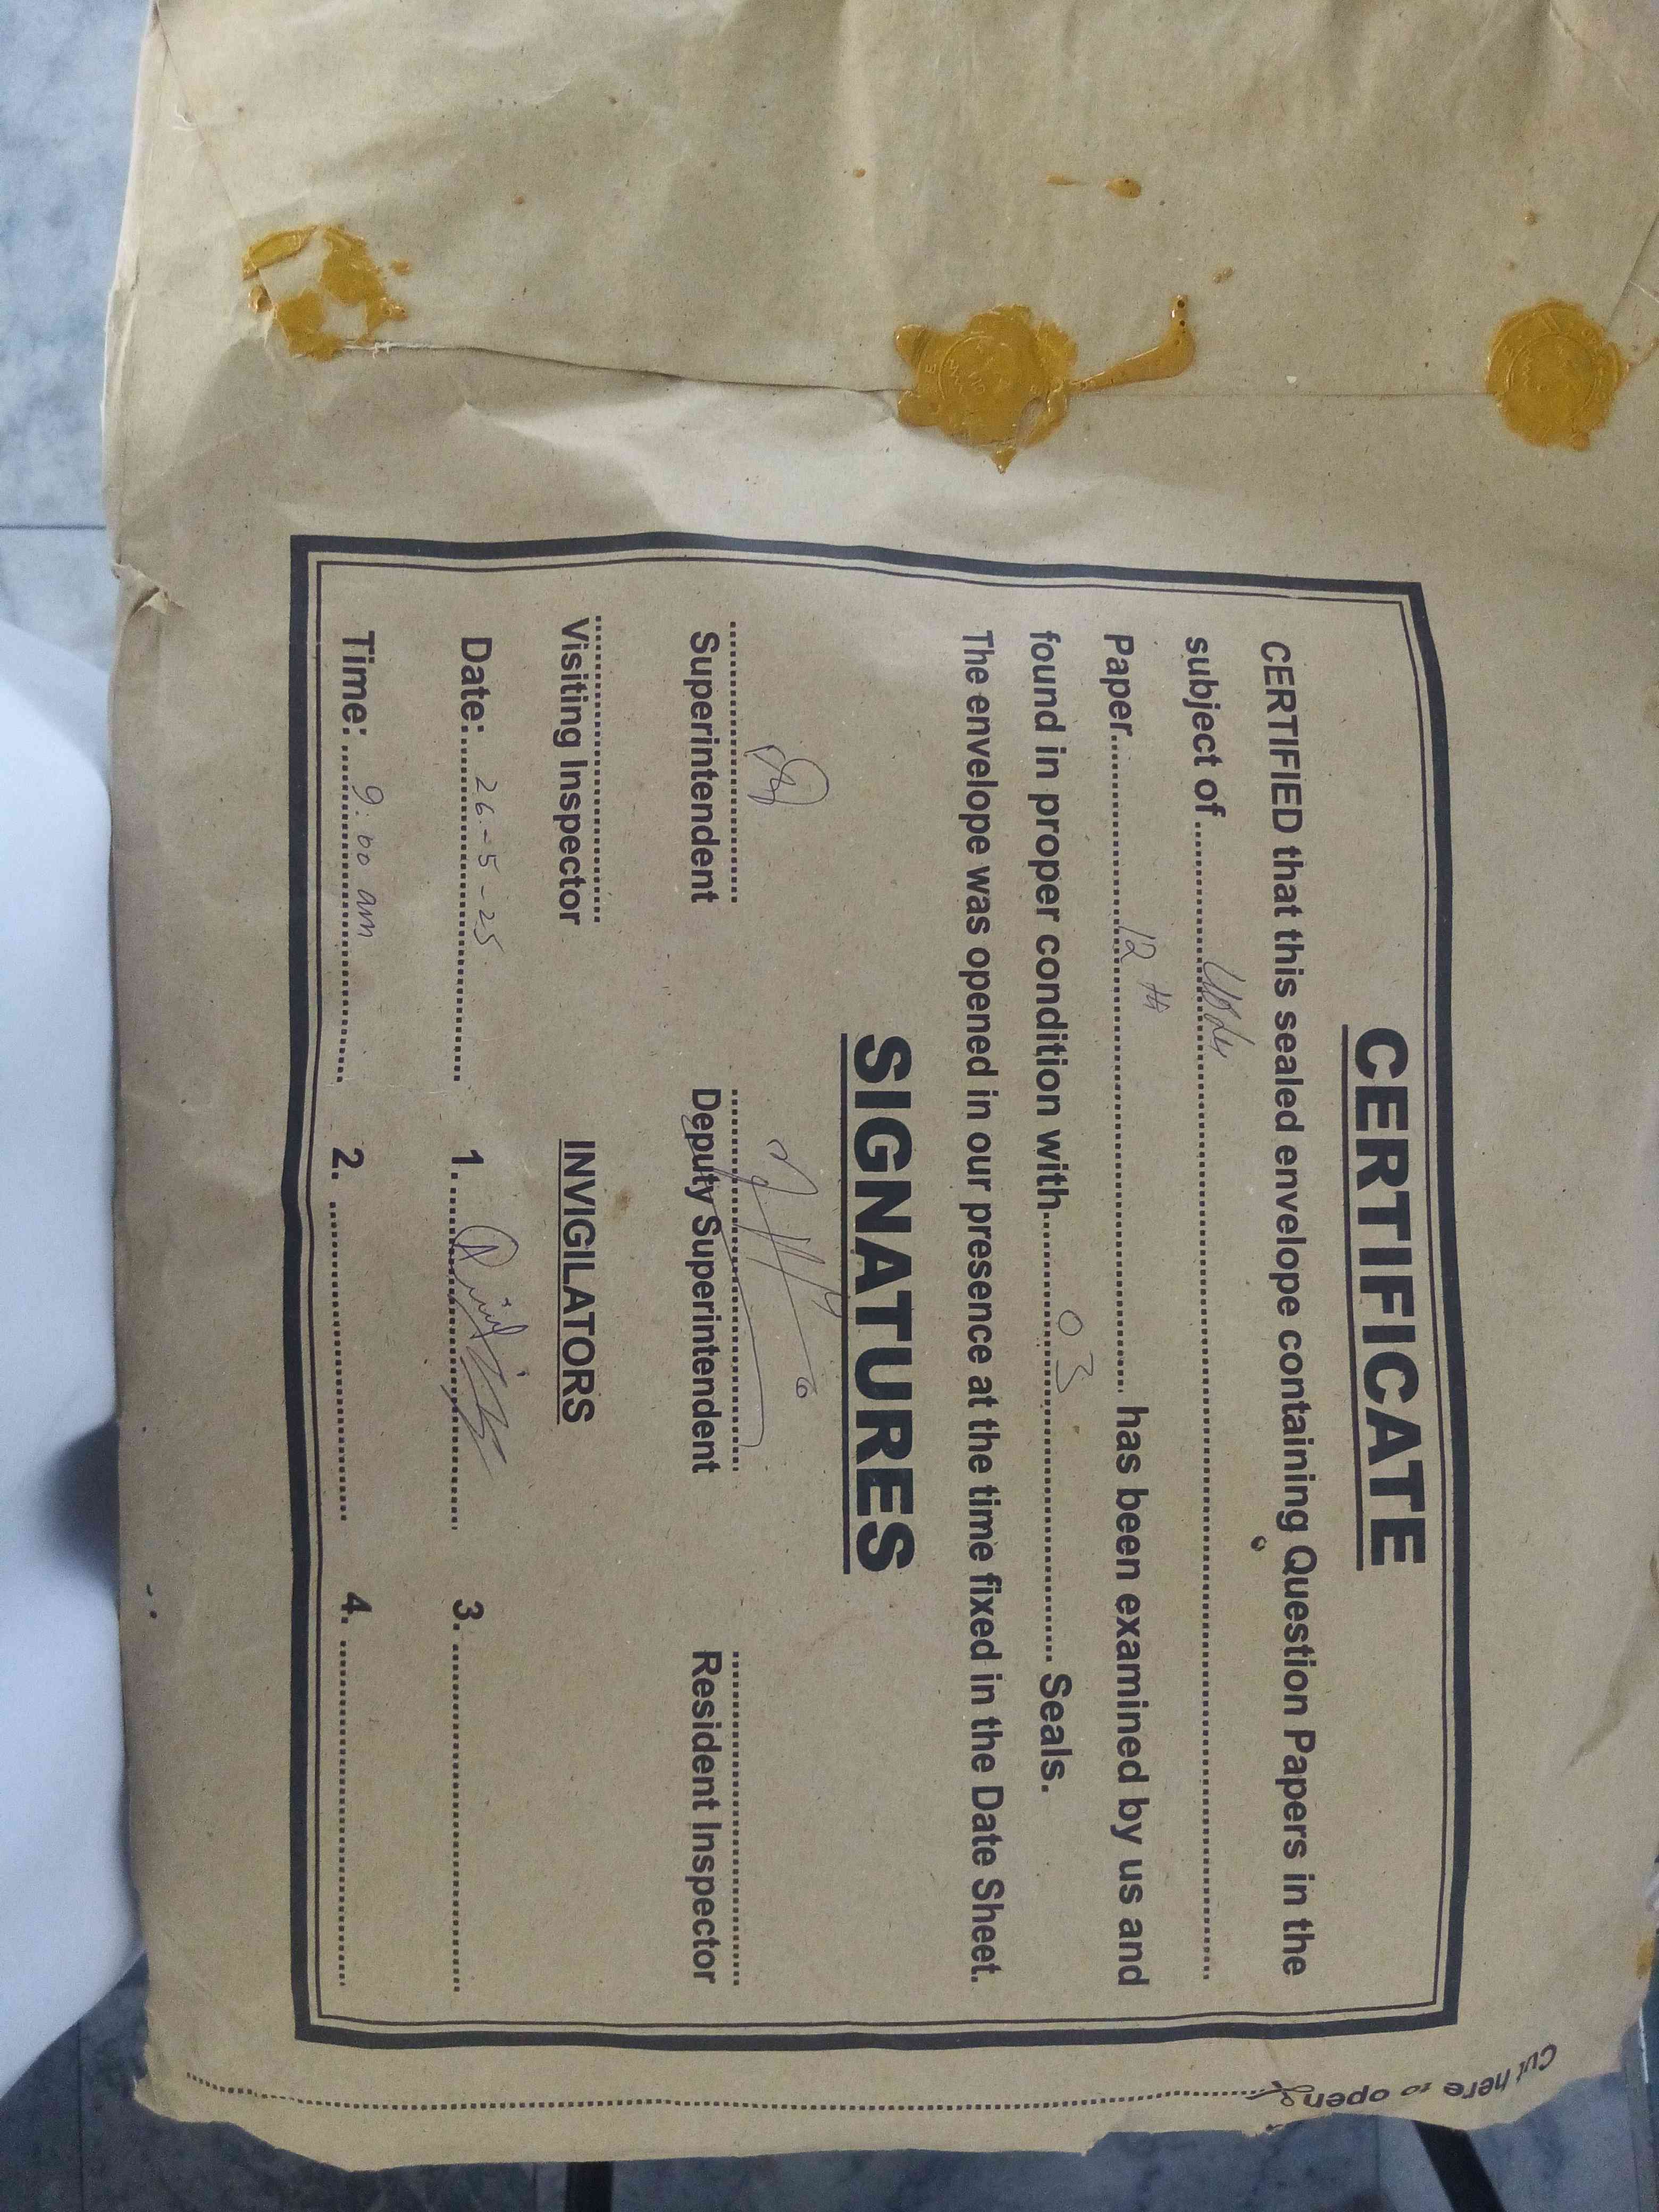 CERTIFICATE
CERTIFIED that this sealed envelope containing Question Papers in the
subject of.......... Urdu ..........
Paper.......... 12 th .......... has been examined by us and
found in proper condition with.......... 03 .......... Seals.
The envelope was opened in our presence at the time fixed in the Date Sheet.
SIGNATURES
Superintendent Deputy Superintendent Resident Inspector
Visiting Inspector INVIGILATORS
Date:.......... 26-5-25 .......... 1. .......... 3. ..........
Time:.......... 9:00 am .......... 2. .......... 4. ..........
Cut here to open